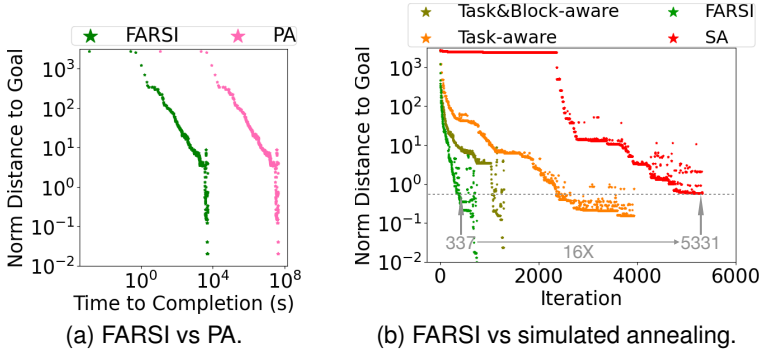 FARSI PA
Norm Distance to Goal
10³
10²
10¹
10⁰
10⁻¹
10⁻²
10⁰ 10⁴ 10⁸
Time to Completion (s)
(a) FARSI vs PA.
Task&Block-aware FARSI
Task-aware SA
Norm Distance to Goal
10³
10²
10¹
10⁰
10⁻¹
10⁻²
337 5331
16X
0 2000 4000 6000
Iteration
(b) FARSI vs simulated annealing.